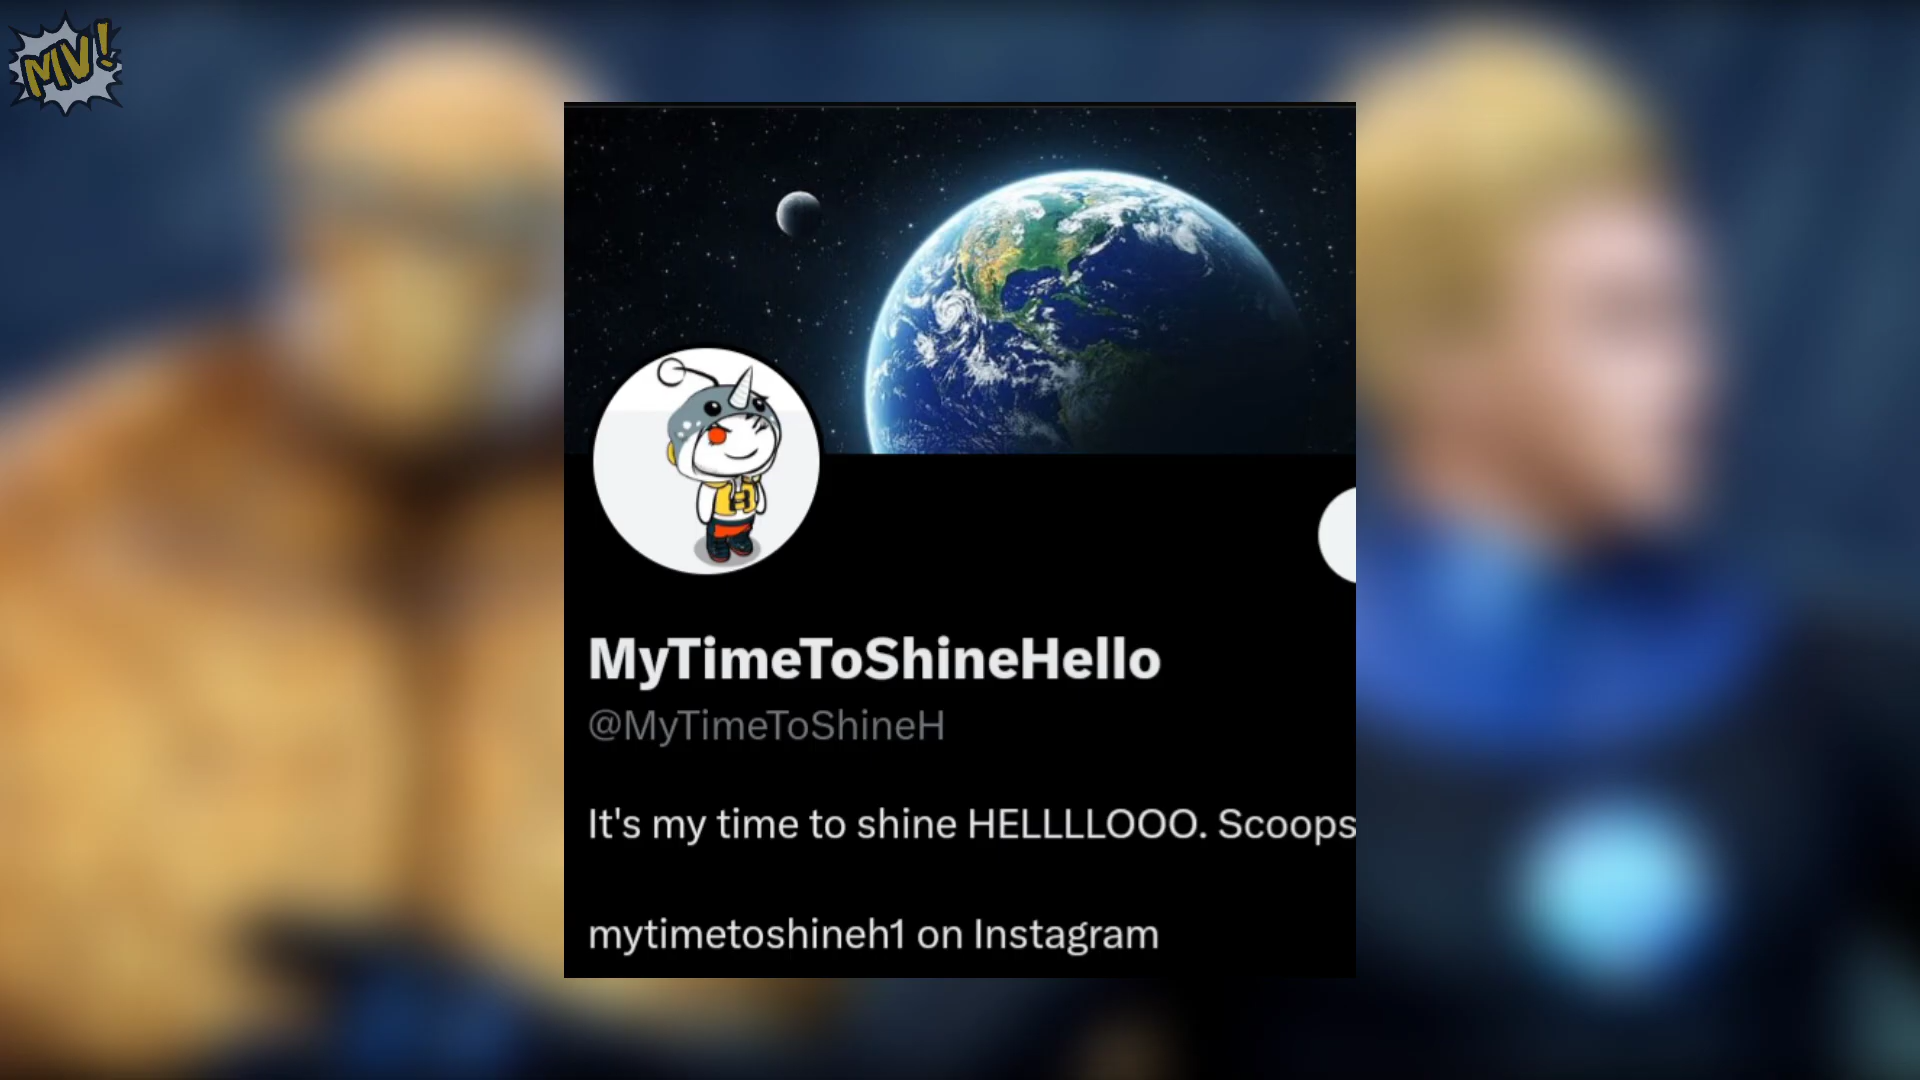 MV!
MyTimeToShineHello
@MyTimeToShineH
It's my time to shine HELLLLOOO. Scoops
mytimetoshineh1 on Instagram